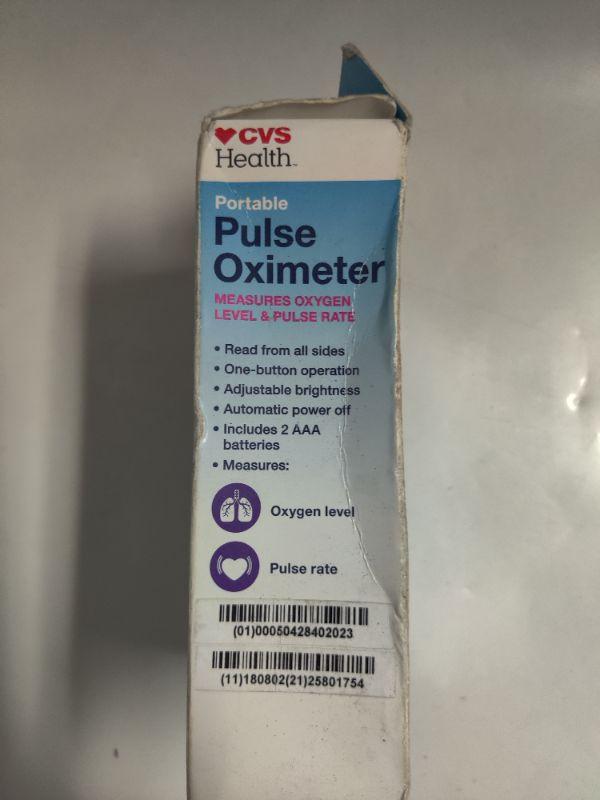 CVS
Health™
Portable
Pulse
Oximeter
MEASURES OXYGEN
LEVEL & PULSE RATE
• Read from all sides
• One-button operation
• Adjustable brightness
• Automatic power off
• Includes 2 AAA
batteries
• Measures:
Oxygen level
Pulse rate
(01)00050428402023
(11)180802(21)25801754